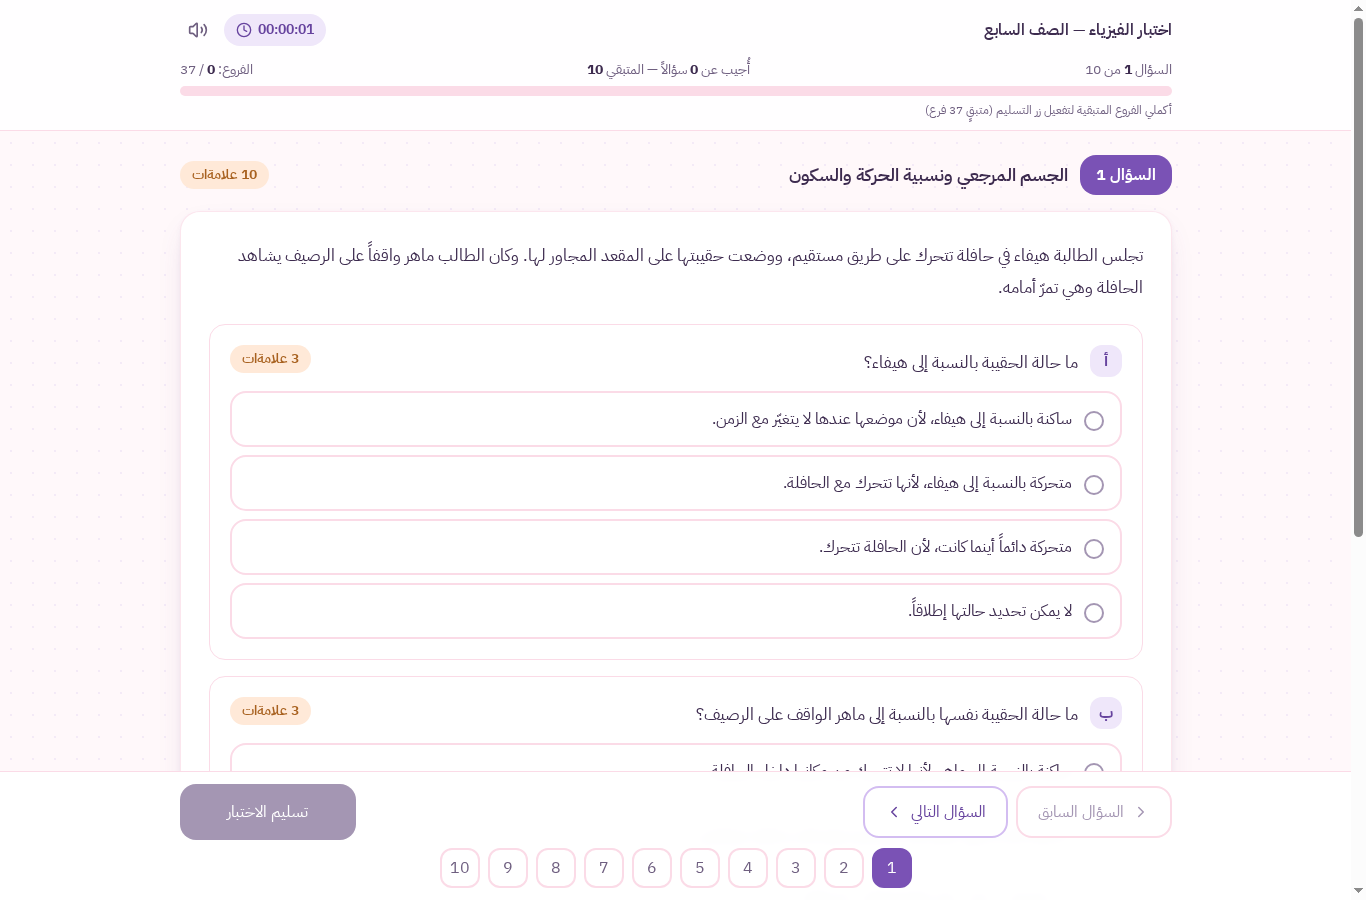 اختبار الفيزياء — الصف السابع
00:00:01
السؤال 1 من 10
أُجيب عن 0 سؤالاً — المتبقي 10
الفروع: 0 / 37
أكملي الفروع المتبقية لتفعيل زر التسليم (متبقٍ 37 فرع)
السؤال 1
الجسم المرجعي ونسبية الحركة والسكون
10 علامةات
تجلس الطالبة هيفاء في حافلة تتحرك على طريق مستقيم، ووضعت حقيبتها على المقعد المجاور لها. وكان الطالب ماهر واقفاً على الرصيف يشاهد
الحافلة وهي تمرّ أمامه.
أ
ما حالة الحقيبة بالنسبة إلى هيفاء؟
3 علامةات
ساكنة بالنسبة إلى هيفاء، لأن موضعها عندها لا يتغيّر مع الزمن.
متحركة بالنسبة إلى هيفاء، لأنها تتحرك مع الحافلة.
متحركة دائماً أينما كانت، لأن الحافلة تتحرك.
لا يمكن تحديد حالتها إطلاقاً.
ب
ما حالة الحقيبة نفسها بالنسبة إلى ماهر الواقف على الرصيف؟
3 علامةات
السؤال السابق
السؤال التالي
تسليم الاختبار
1 2 3 4 5 6 7 8 9 10